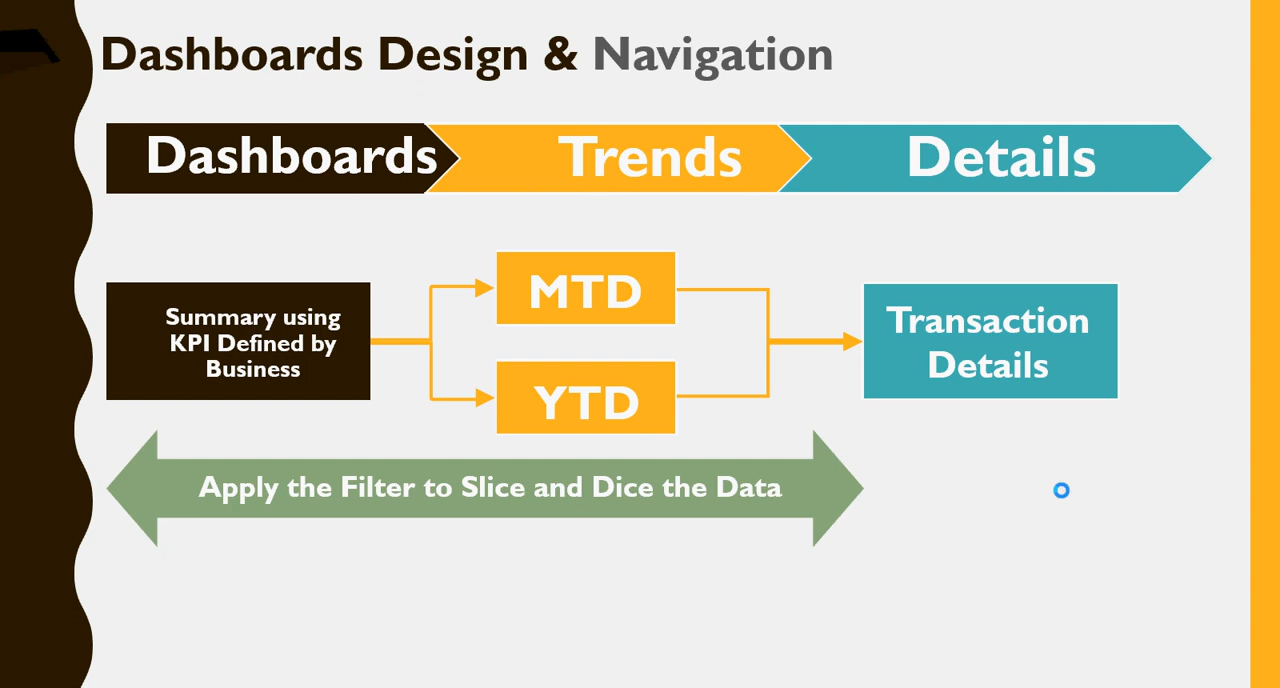 Dashboards Design & Navigation
Dashboards
Trends
Details
Summary using
KPI Defined by
Business
MTD
YTD
Transaction
Details
Apply the Filter to Slice and Dice the Data